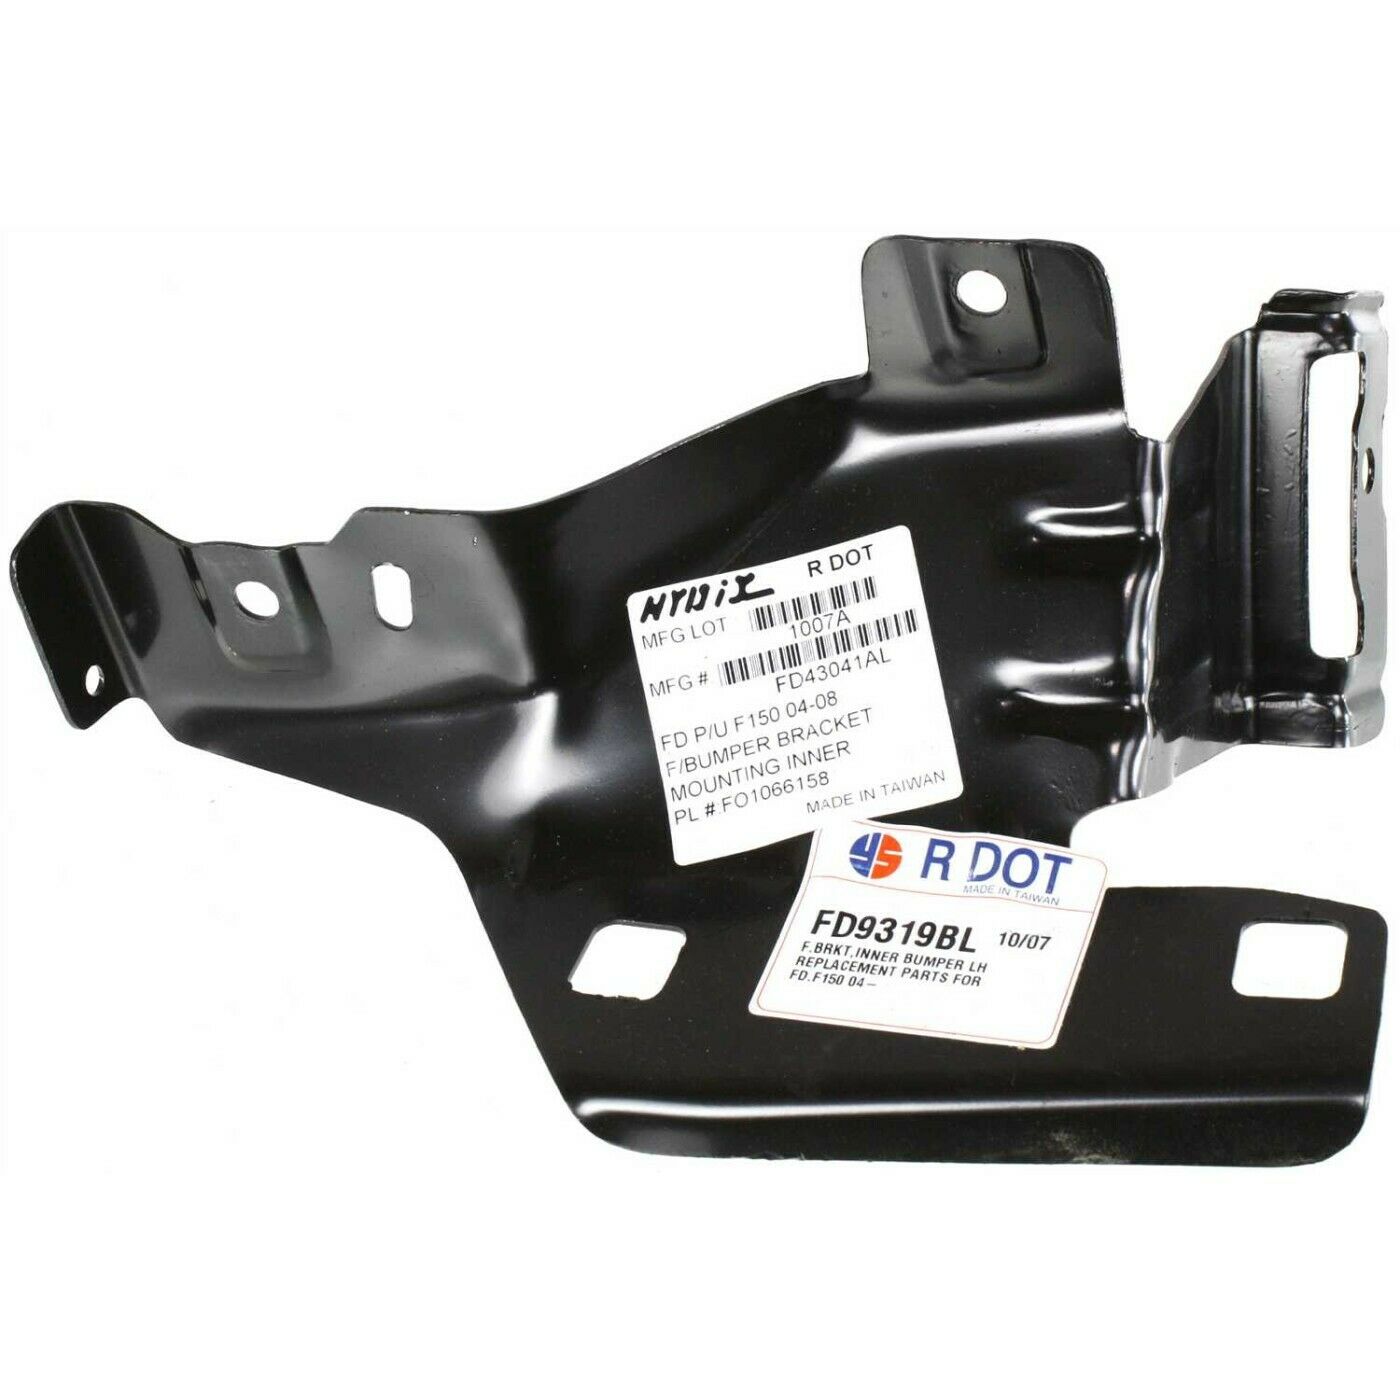 R DOT
MFG LOT
1007A
MFG #
FD43041AL
FD P/U F150 04-08
F/BUMPER BRACKET
MOUNTING INNER
PL #.FO1066158
MADE IN TAIWAN
YS R DOT
MADE IN TAIWAN
FD9319BL 10/07
F.BRKT.INNER BUMPER LH
REPLACEMENT PARTS FOR
FD.F150 04–